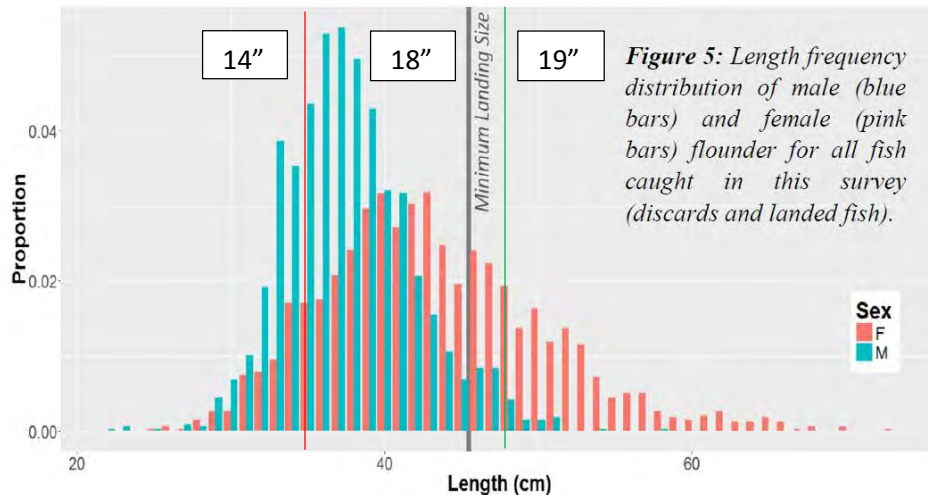 14”
18”
19”
Minimum Landing Size
Figure 5: Length frequency
distribution of male (blue
bars) and female (pink
bars) flounder for all fish
caught in this survey
(discards and landed fish).
Proportion
0.04
0.02
0.00
Sex
F
M
20
40
60
Length (cm)